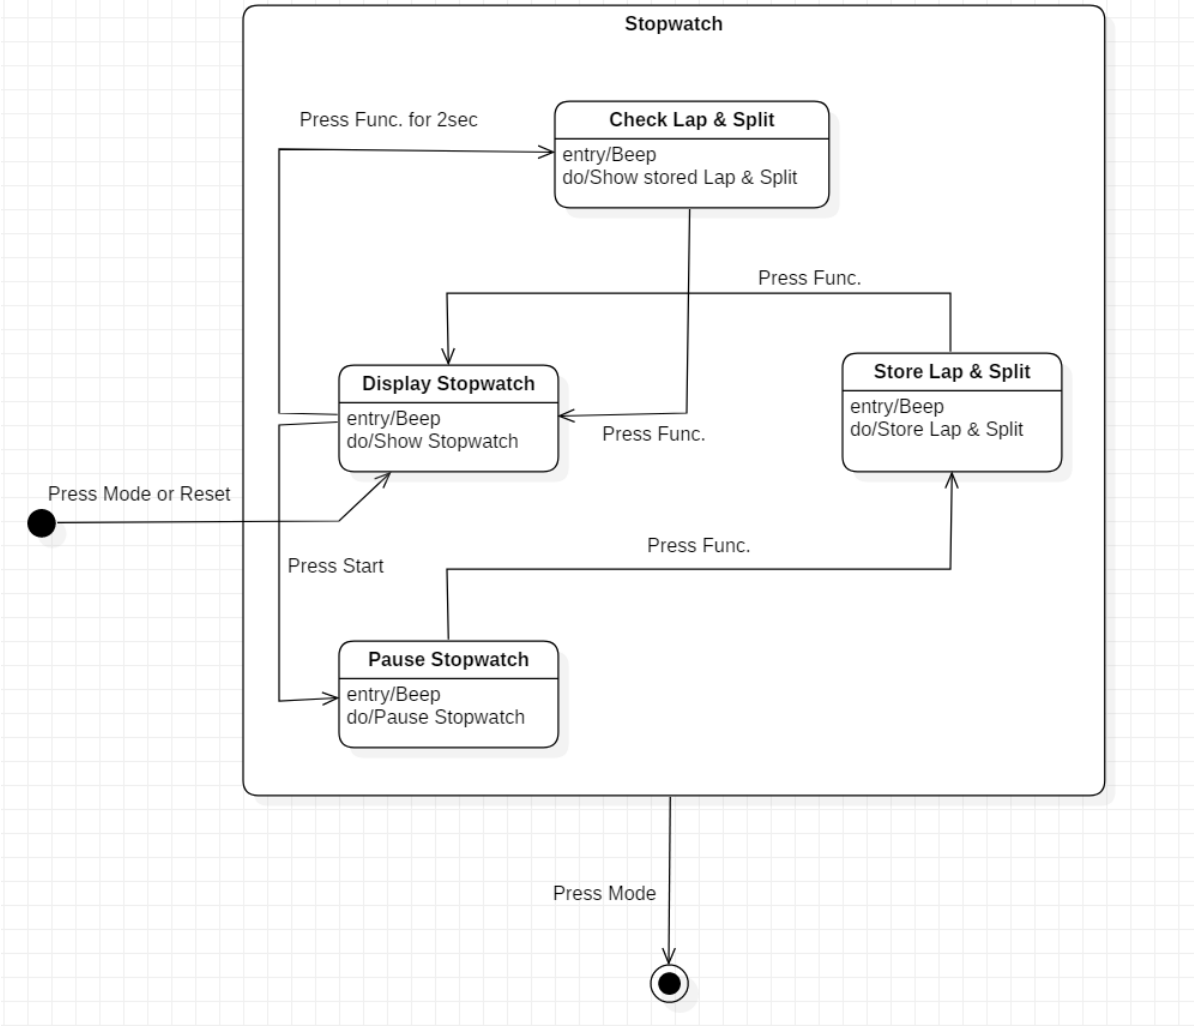 Stopwatch
Press Func. for 2sec
Check Lap & Split
entry/Beep
do/Show stored Lap & Split
Press Func.
Display Stopwatch
entry/Beep
do/Show Stopwatch
Press Func.
Store Lap & Split
entry/Beep
do/Store Lap & Split
Press Mode or Reset
Press Start
Press Func.
Pause Stopwatch
entry/Beep
do/Pause Stopwatch
Press Mode